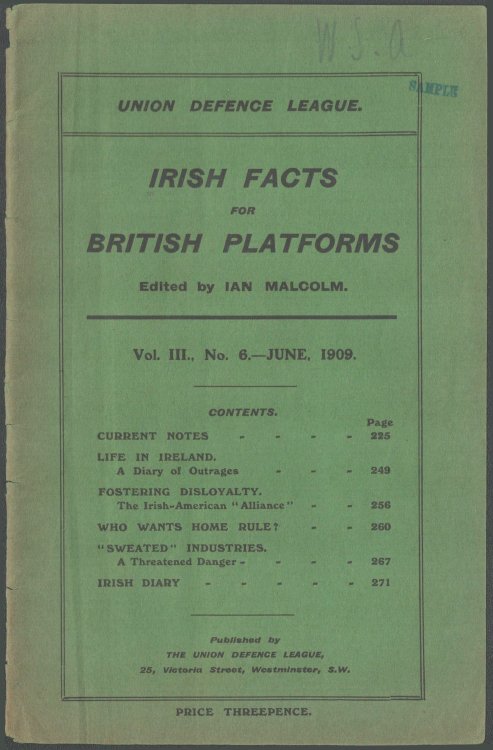 W S. a
SAMPLE
UNION DEFENCE LEAGUE.
IRISH FACTS
FOR
BRITISH PLATFORMS
Edited by IAN MALCOLM.
Vol. III., No. 6.—JUNE, 1909.
CONTENTS.
Page
CURRENT NOTES - - - - 225
LIFE IN IRELAND.
A Diary of Outrages - - - 249
FOSTERING DISLOYALTY.
The Irish-American "Alliance" - - 256
WHO WANTS HOME RULE? - - 260
"SWEATED" INDUSTRIES.
A Threatened Danger - - - - 267
IRISH DIARY - - - - - 271
Published by
THE UNION DEFENCE LEAGUE,
25, Victoria Street, Westminster, S.W.
PRICE THREEPENCE.